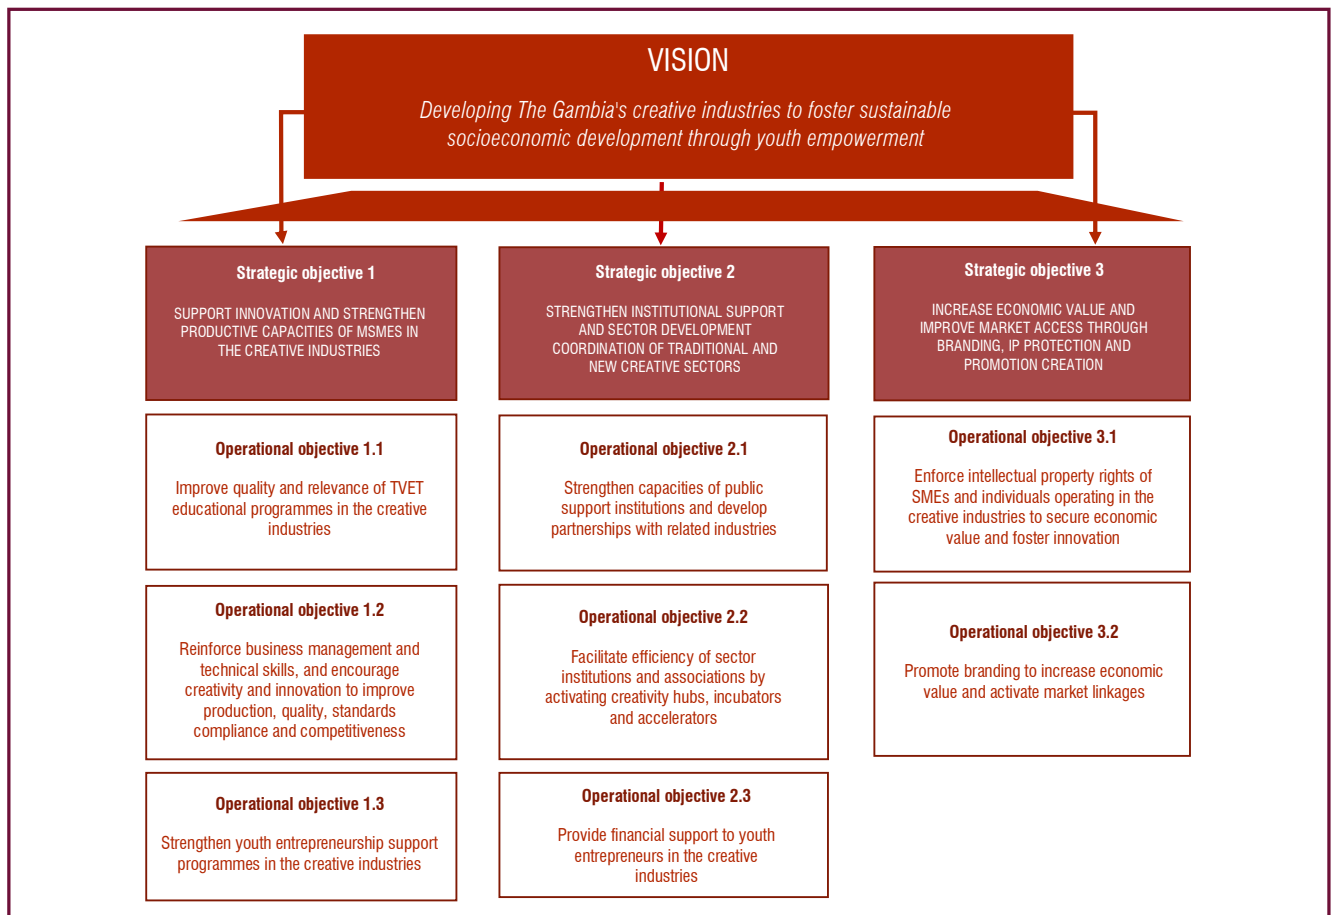 VISION
Developing The Gambia's creative industries to foster sustainable
socioeconomic development through youth empowerment
Strategic objective 1
SUPPORT INNOVATION AND STRENGTHEN
PRODUCTIVE CAPACITIES OF MSMES IN
THE CREATIVE INDUSTRIES
Operational objective 1.1
Improve quality and relevance of TVET
educational programmes in the creative
industries
Operational objective 1.2
Reinforce business management and
technical skills, and encourage
creativity and innovation to improve
production, quality, standards
compliance and competitiveness
Operational objective 1.3
Strengthen youth entrepreneurship support
programmes in the creative industries
Strategic objective 2
STRENGTHEN INSTITUTIONAL SUPPORT
AND SECTOR DEVELOPMENT
COORDINATION OF TRADITIONAL AND
NEW CREATIVE SECTORS
Operational objective 2.1
Strengthen capacities of public
support institutions and develop
partnerships with related industries
Operational objective 2.2
Facilitate efficiency of sector
institutions and associations by
activating creativity hubs, incubators
and accelerators
Operational objective 2.3
Provide financial support to youth
entrepreneurs in the creative
industries
Strategic objective 3
INCREASE ECONOMIC VALUE AND
IMPROVE MARKET ACCESS THROUGH
BRANDING, IP PROTECTION AND
PROMOTION CREATION
Operational objective 3.1
Enforce intellectual property rights of
SMEs and individuals operating in the
creative industries to secure economic
value and foster innovation
Operational objective 3.2
Promote branding to increase economic
value and activate market linkages